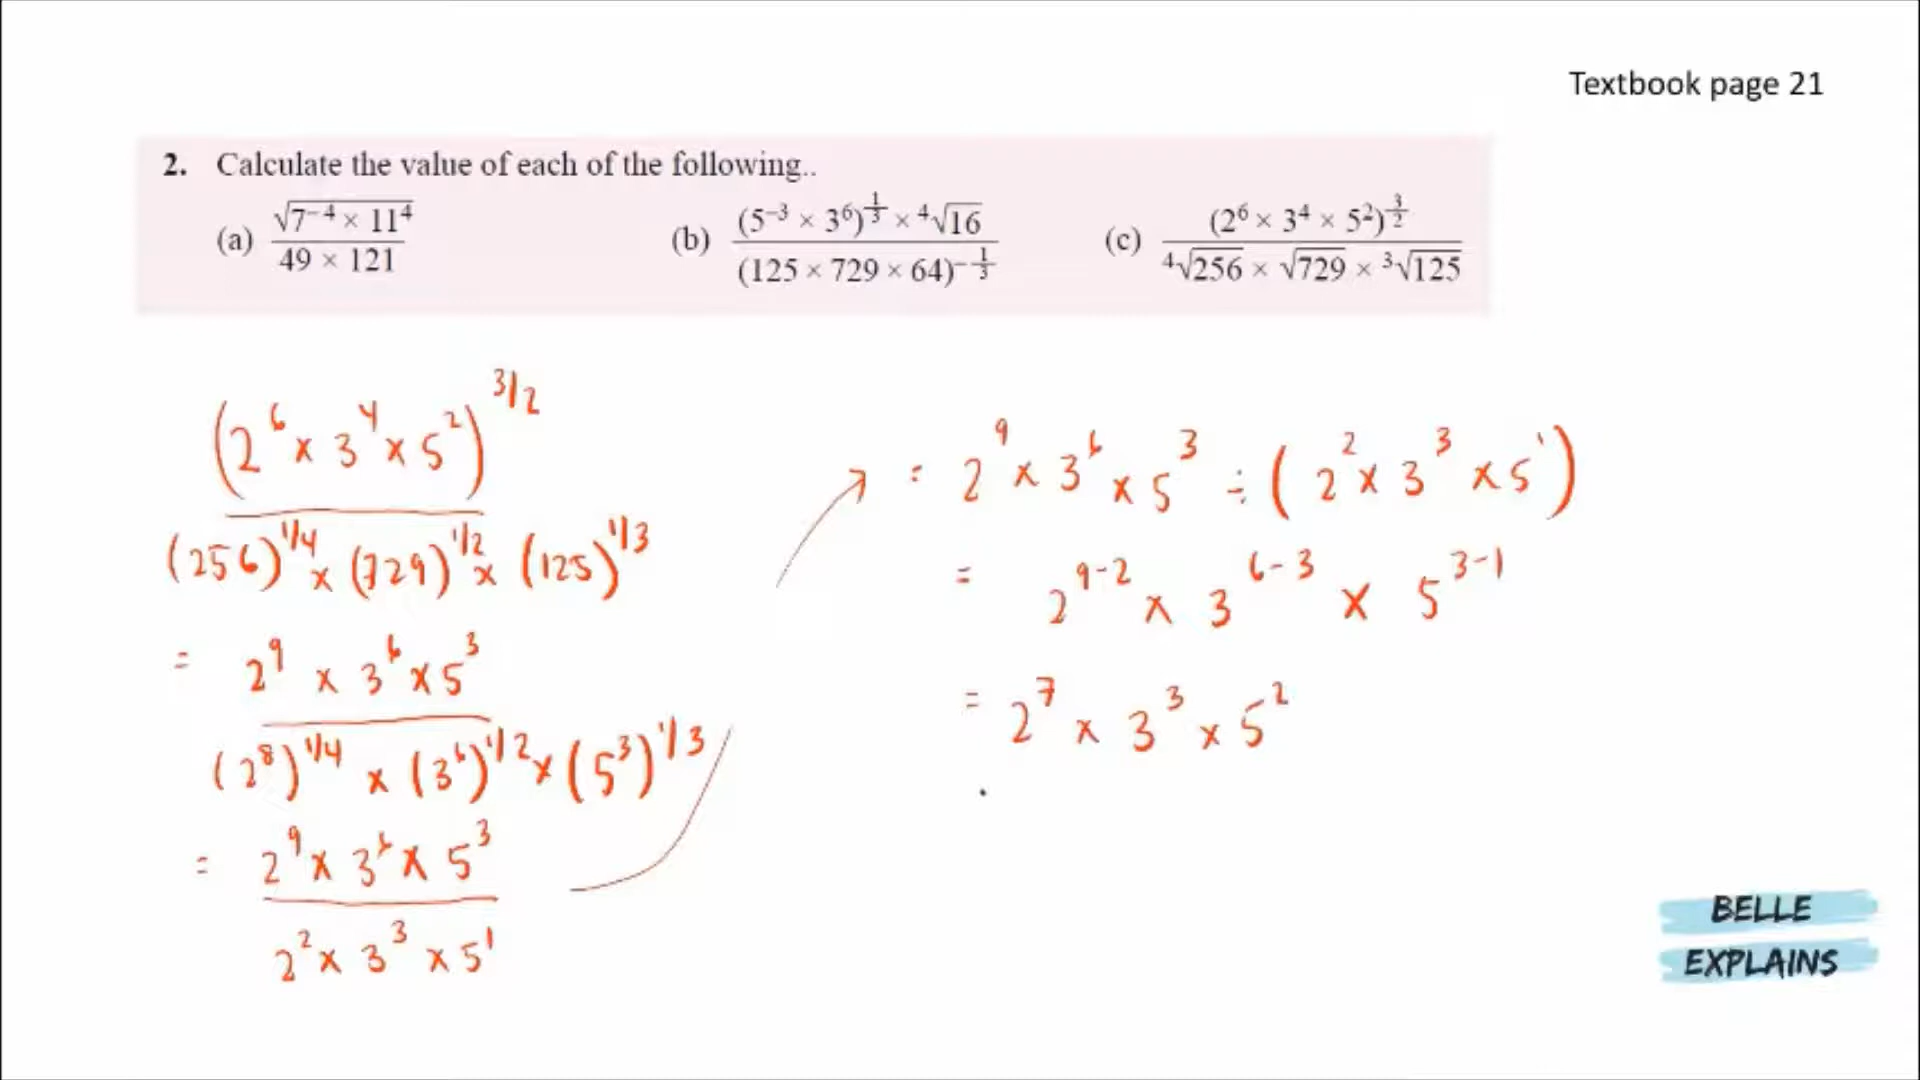 Textbook page 21
2. Calculate the value of each of the following..
(a) √(7⁻⁴ × 11⁴) / (49 × 121) (b) (5⁻³ × 3⁶)^(1/3) × ⁴√16 / (125 × 729 × 64)^(-1/3) (c) (2⁶ × 3⁴ × 5²)^(3/2) / (⁴√256 × √729 × ³√125)
(2⁶ × 3⁴ × 5²)^(3/2)
(256)^(1/4) × (729)^(1/2) × (125)^(1/3)
= 2⁹ × 3⁶ × 5³
(2⁸)^(1/4) × (3⁶)^(1/2) × (5³)^(1/3)
= 2⁹ × 3⁶ × 5³
2² × 3³ × 5¹
= 2⁹ × 3⁶ × 5³ ÷ (2² × 3³ × 5¹)
= 2^(9-2) × 3^(6-3) × 5^(3-1)
= 2⁷ × 3³ × 5²
BELLE
EXPLAINS